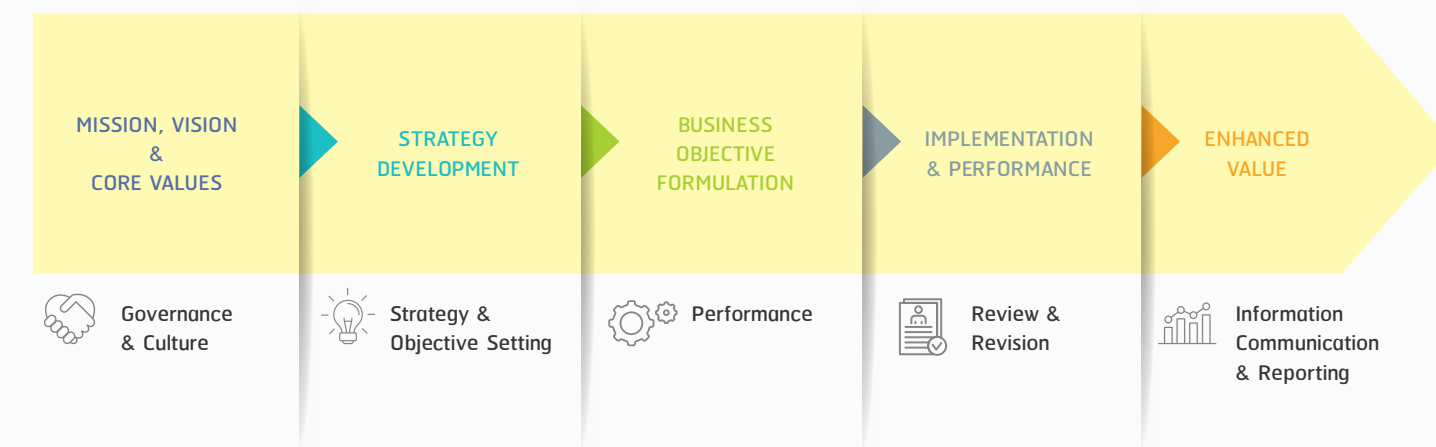 MISSION, VISION
&
CORE VALUES
STRATEGY
DEVELOPMENT
BUSINESS
OBJECTIVE
FORMULATION
IMPLEMENTATION
& PERFORMANCE
ENHANCED
VALUE
Governance
& Culture
Strategy &
Objective Setting
Performance
Review &
Revision
Information
Communication
& Reporting